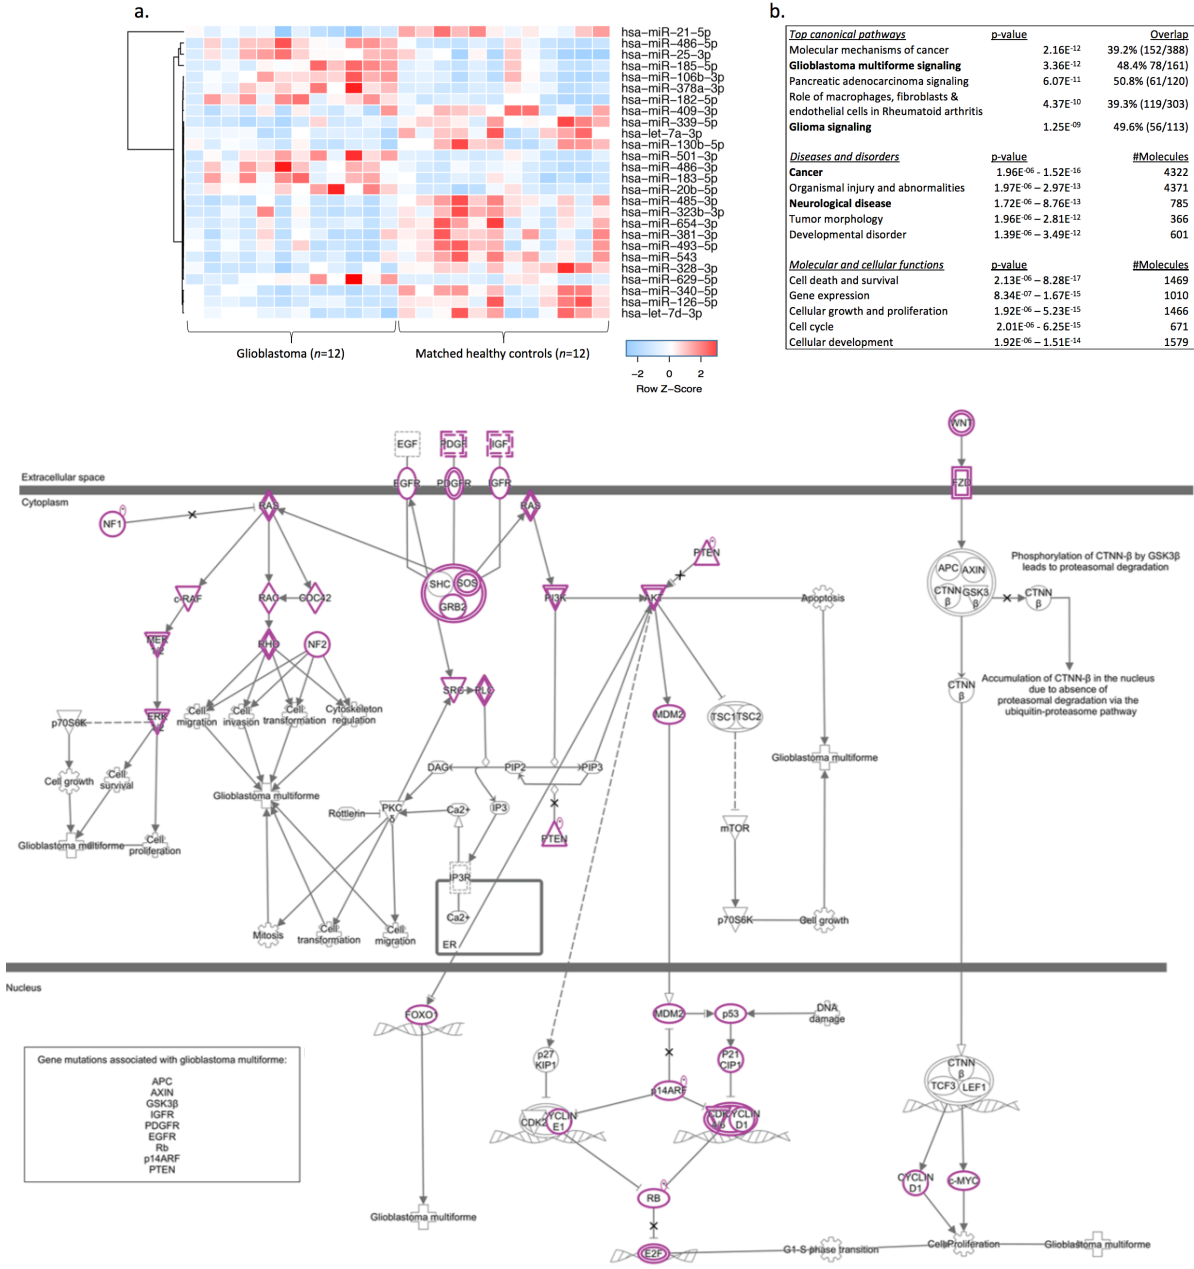 a.
hsa−miR−21−5p
hsa−miR−486−5p
hsa−miR−25−3p
hsa−miR−185−5p
hsa−miR−106b−3p
hsa−miR−378a−3p
hsa−miR−182−5p
hsa−miR−409−3p
hsa−miR−339−5p
hsa−let−7a−3p
hsa−miR−130b−5p
hsa−miR−501−3p
hsa−miR−486−3p
hsa−miR−183−5p
hsa−miR−20b−5p
hsa−miR−485−3p
hsa−miR−323b−3p
hsa−miR−654−3p
hsa−miR−381−3p
hsa−miR−493−5p
hsa−miR−543
hsa−miR−328−3p
hsa−miR−629−5p
hsa−miR−340−5p
hsa−miR−126−5p
hsa−let−7d−3p
Glioblastoma (n=12)
Matched healthy controls (n=12)
−2 0 2
Row Z−Score
b.
Top canonical pathways p-value Overlap
Molecular mechanisms of cancer 2.16E-12 39.2% (152/388)
Glioblastoma multiforme signaling 3.36E-12 48.4% 78/161)
Pancreatic adenocarcinoma signaling 6.07E-11 50.8% (61/120)
Role of macrophages, fibroblasts &
endothelial cells in Rheumatoid arthritis 4.37E-10 39.3% (119/303)
Glioma signaling 1.25E-09 49.6% (56/113)
Diseases and disorders p-value #Molecules
Cancer 1.96E-06 - 1.52E-16 4322
Organismal injury and abnormalities 1.97E-06 – 2.97E-13 4371
Neurological disease 1.72E-06 – 8.76E-13 785
Tumor morphology 1.96E-06 – 2.81E-12 366
Developmental disorder 1.39E-06 – 3.49E-12 601
Molecular and cellular functions p-value #Molecules
Cell death and survival 2.13E-06 – 8.28E-17 1469
Gene expression 8.34E-07 – 1.67E-15 1010
Cellular growth and proliferation 1.92E-06 – 5.23E-15 1466
Cell cycle 2.01E-06 - 6.25E-15 671
Cellular development 1.92E-06 – 1.51E-14 1579
WNT
EGF PDGF IGF
Extracellular space
EGFR PDGFR IGFR FZD
Cytoplasm
NF1 RAS RAS
PTEN
Phosphorylation of CTNN-β by GSK3β
leads to proteasomal degradation
APC AXIN
CTNN β GSK3 β
CTNN β
SHC SOS
GRB2
c-RAF RAC CDC42 PI3K AKT Apoptosis
MEK 1/2 RHO NF2
SRC PLC
CTNN β
Accumulation of CTNN-β in the nucleus
due to absence of
proteasomal degradation via the
ubiquitin-proteasome pathway
p70S6K ERK 1/2
Cell migration
Cell invasion
Cell transformation
Cytoskeleton regulation
MDM2 TSC1 TSC2
Glioblastoma multiforme
DAG PIP2 PIP3
Cell growth
Cell survival
Glioblastoma multiforme
Rottlerin PKC δ Ca2+ IP3
mTOR
PTEN
Glioblastoma multiforme
Cell proliferation
IP3R
Ca2+
ER
Mitosis
Cell transformation
Cell migration
p70S6K Cell growth
Nucleus
FOXO1 MDM2 p53 DNA damage
p27 KIP1
P21 CIP1
p14ARF
CDK2 CYCLIN E1
CDK 4/6 CYCLIN D1
CTNN β
TCF3 LEF1
Gene mutations associated with glioblastoma multiforme:
APC
AXIN
GSK3β
IGFR
PDGFR
EGFR
Rb
p14ARF
PTEN
CYCLIN D1
c-MYC
RB
Glioblastoma multiforme
E2F G1-S phase transition Cell Proliferation Glioblastoma multiforme